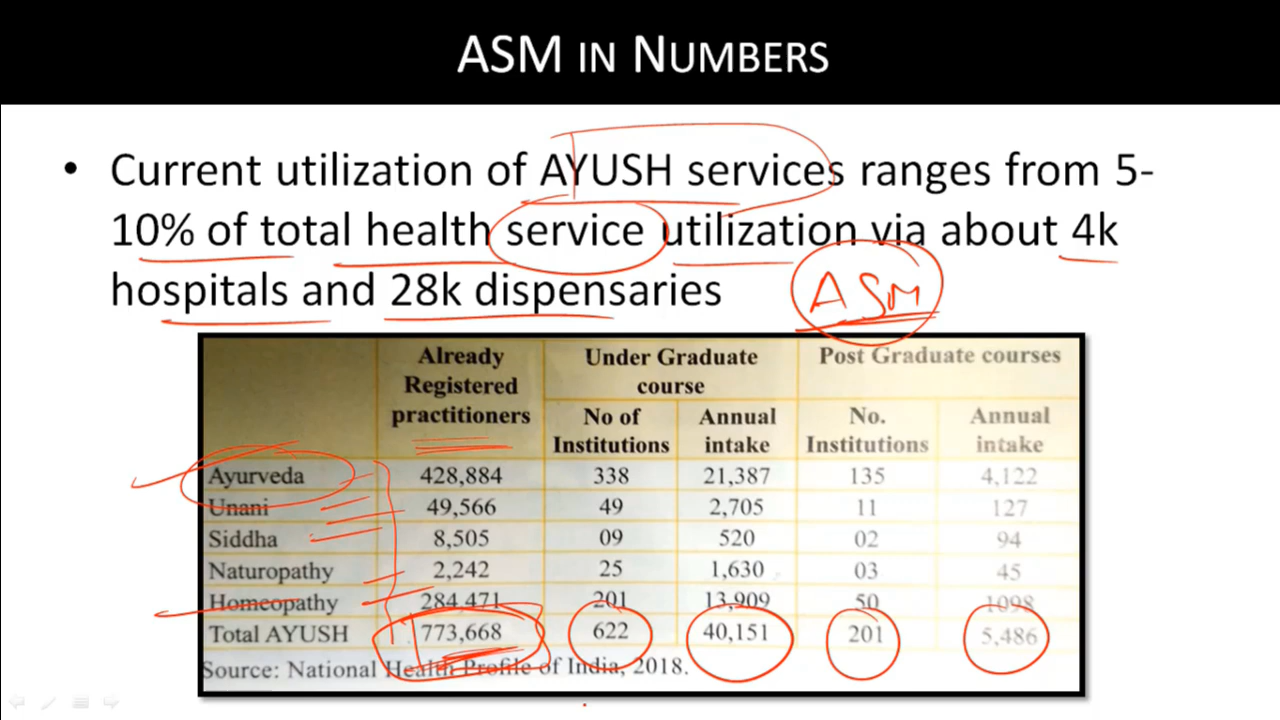 ASM IN NUMBERS
• Current utilization of AYUSH services ranges from 5-
10% of total health service utilization via about 4k
hospitals and 28k dispensaries
ASM
Already Registered practitioners | Under Graduate course | Post Graduate courses
No of Institutions | Annual intake | No. Institutions | Annual intake
Ayurveda 428,884 338 21,387 135 4,122
Unani 49,566 49 2,705 11 127
Siddha 8,505 09 520 02 94
Naturopathy 2,242 25 1,630 03 45
Homeopathy 284,471 201 13,909 50 1098
Total AYUSH 773,668 622 40,151 201 5,486
Source: National Health Profile of India, 2018.